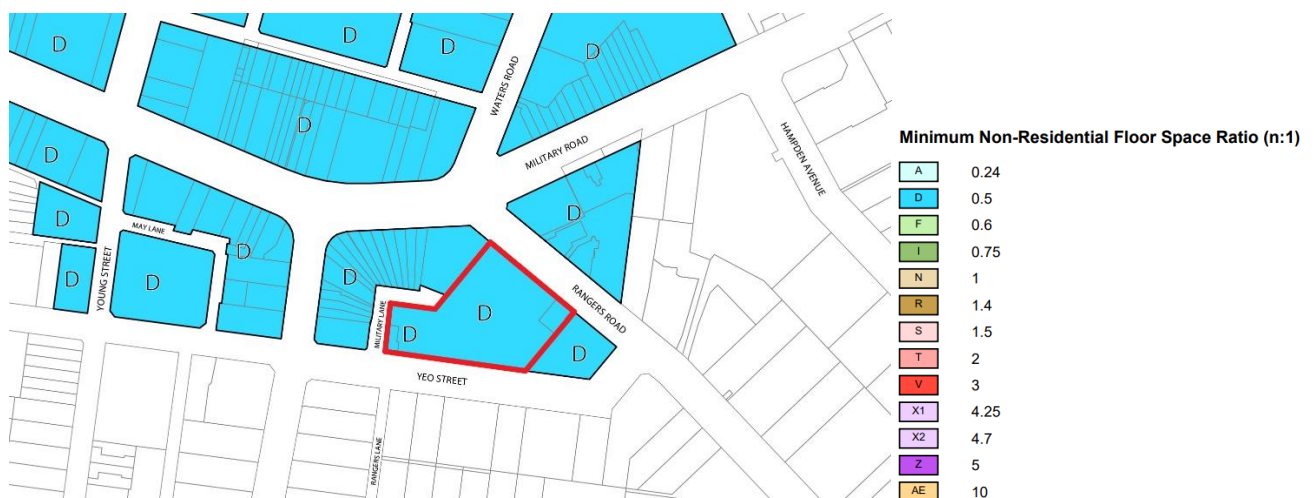 D
D
D
D
D
WATERS ROAD
MILITARY ROAD
HAMPDEN AVENUE
D
D
D
MAY LANE
D
D
D
YOUNG STREET
D
D
D
D
D
MILITARY LANE
RANGERS ROAD
YEO STREET
RANGERS LANE
Minimum Non-Residential Floor Space Ratio (n:1)
A 0.24
D 0.5
F 0.6
I 0.75
N 1
R 1.4
S 1.5
T 2
V 3
X1 4.25
X2 4.7
Z 5
AE 10